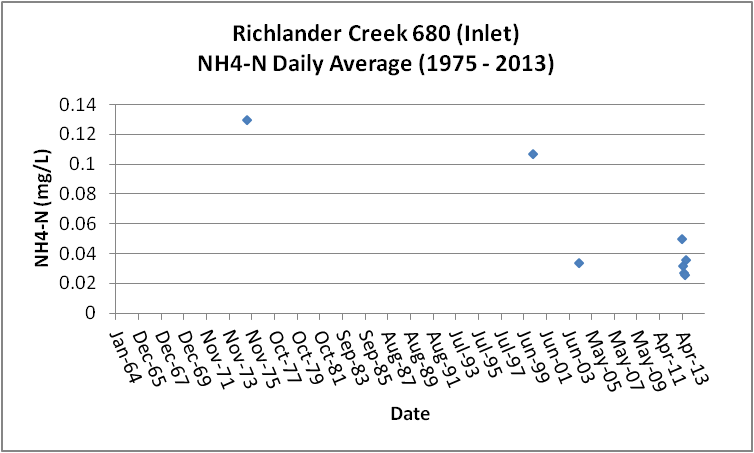 Richlander Creek 680 (Inlet)
NH4-N Daily Average (1975 - 2013)
NH4-N (mg/L)
0.14
0.12
0.1
0.08
0.06
0.04
0.02
0
Jan-64
Dec-65
Dec-67
Dec-69
Nov-71
Nov-73
Nov-75
Oct-77
Oct-79
Oct-81
Sep-83
Sep-85
Aug-87
Aug-89
Aug-91
Jul-93
Jul-95
Jul-97
Jun-99
Jun-01
Jun-03
May-05
May-07
May-09
Apr-11
Apr-13
Date